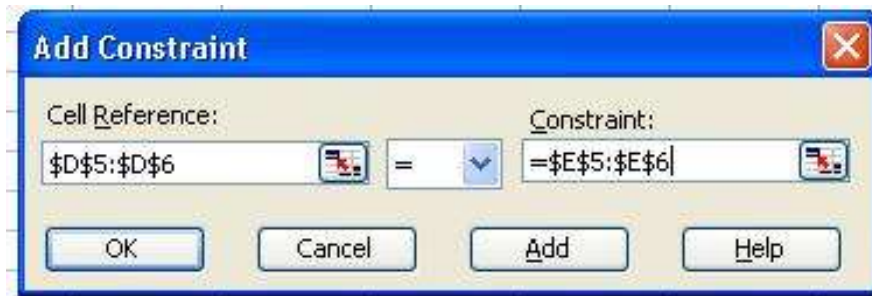 Add Constraint
Cell Reference: Constraint:
$D$5:$D$6 = =$E$5:$E$6
OK Cancel Add Help